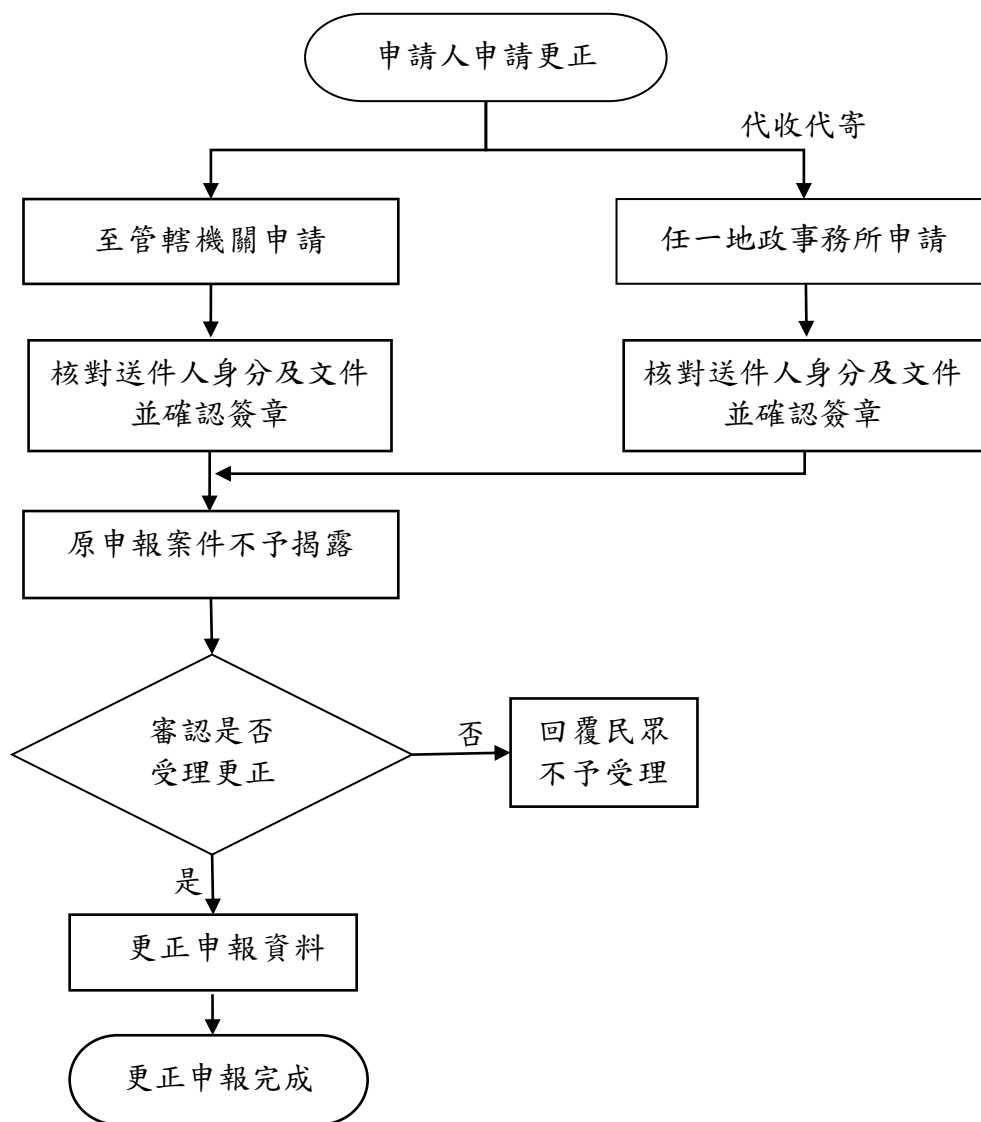 申請人申請更正
代收代寄
至管轄機關申請
任一地政事務所申請
核對送件人身分及文件
並確認簽章
核對送件人身分及文件
並確認簽章
原申報案件不予揭露
審認是否
受理更正
否
回覆民眾
不予受理
是
更正申報資料
更正申報完成